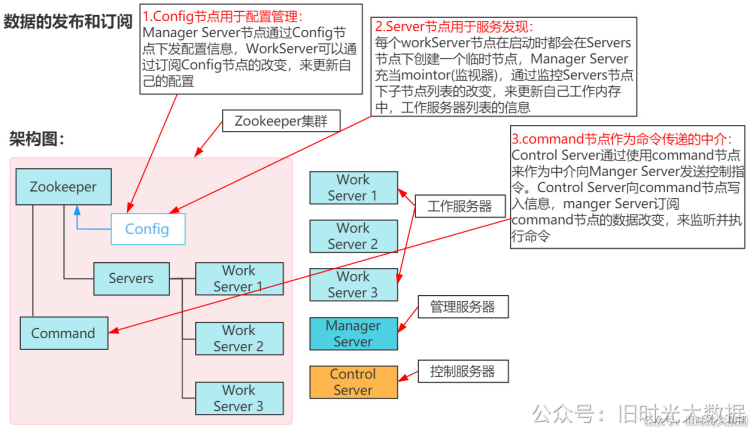 数据的发布和订阅
1.Config节点用于配置管理:
Manager Server节点通过Config节
点下发配置信息，WorkServer可以通
过订阅Config节点的改变，来更新自
己的配置
2.Server节点用于服务发现：
每个workServer节点在启动时都会在Servers
节点下创建一个临时节点，Manager Server
充当mointor(监视器)，通过监控Servers节点
下子节点列表的改变，来更新自己工作内存
中，工作服务器列表的信息
3.command节点作为命令传递的中介：
Control Server通过使用command节点
来作为中介向Manger Server发送控制指
令。Control Server向command节点写
入信息，manger Server订阅
command节点的数据改变，来监听并执
行命令
Zookeeper集群
架构图：
Zookeeper
Config
Servers
Command
Work
Server 1
Work
Server 2
Work
Server 3
Work
Server 1
Work
Server 2
Work
Server 3
Manager
Server
Control
Server
工作服务器
管理服务器
控制服务器
公众号：旧时光大数据